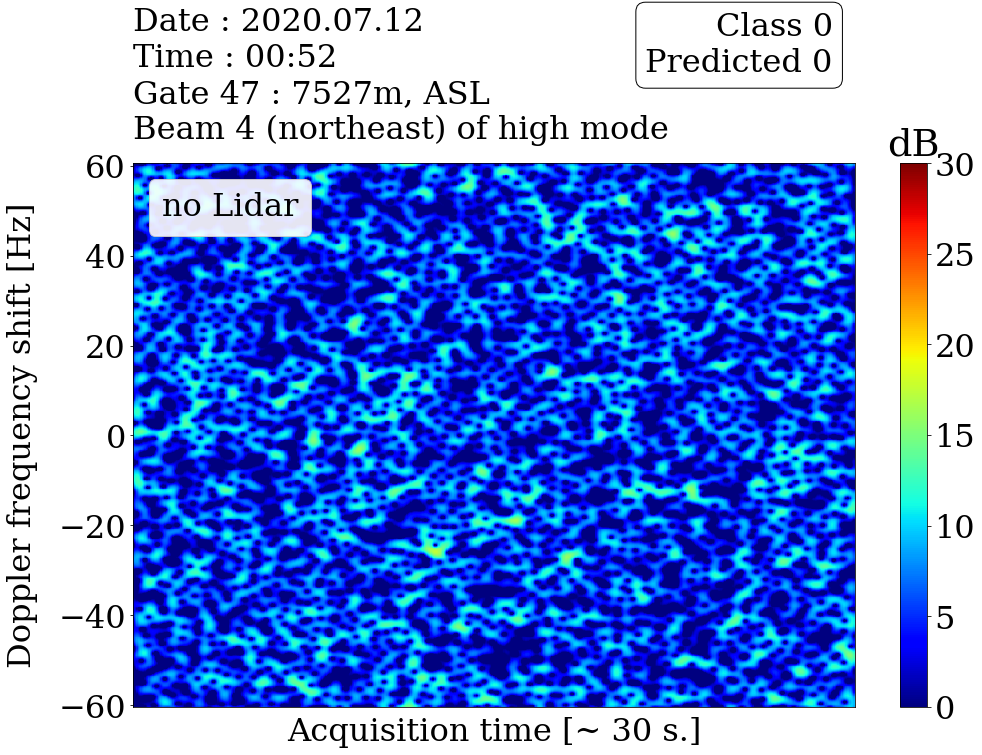 Date : 2020.07.12
Time : 00:52
Gate 47 : 7527m, ASL
Beam 4 (northeast) of high mode
Class 0
Predicted 0
dB
no Lidar
Doppler frequency shift [Hz]
60
40
20
0
−20
−40
−60
30
25
20
15
10
5
0
Acquisition time [~ 30 s.]